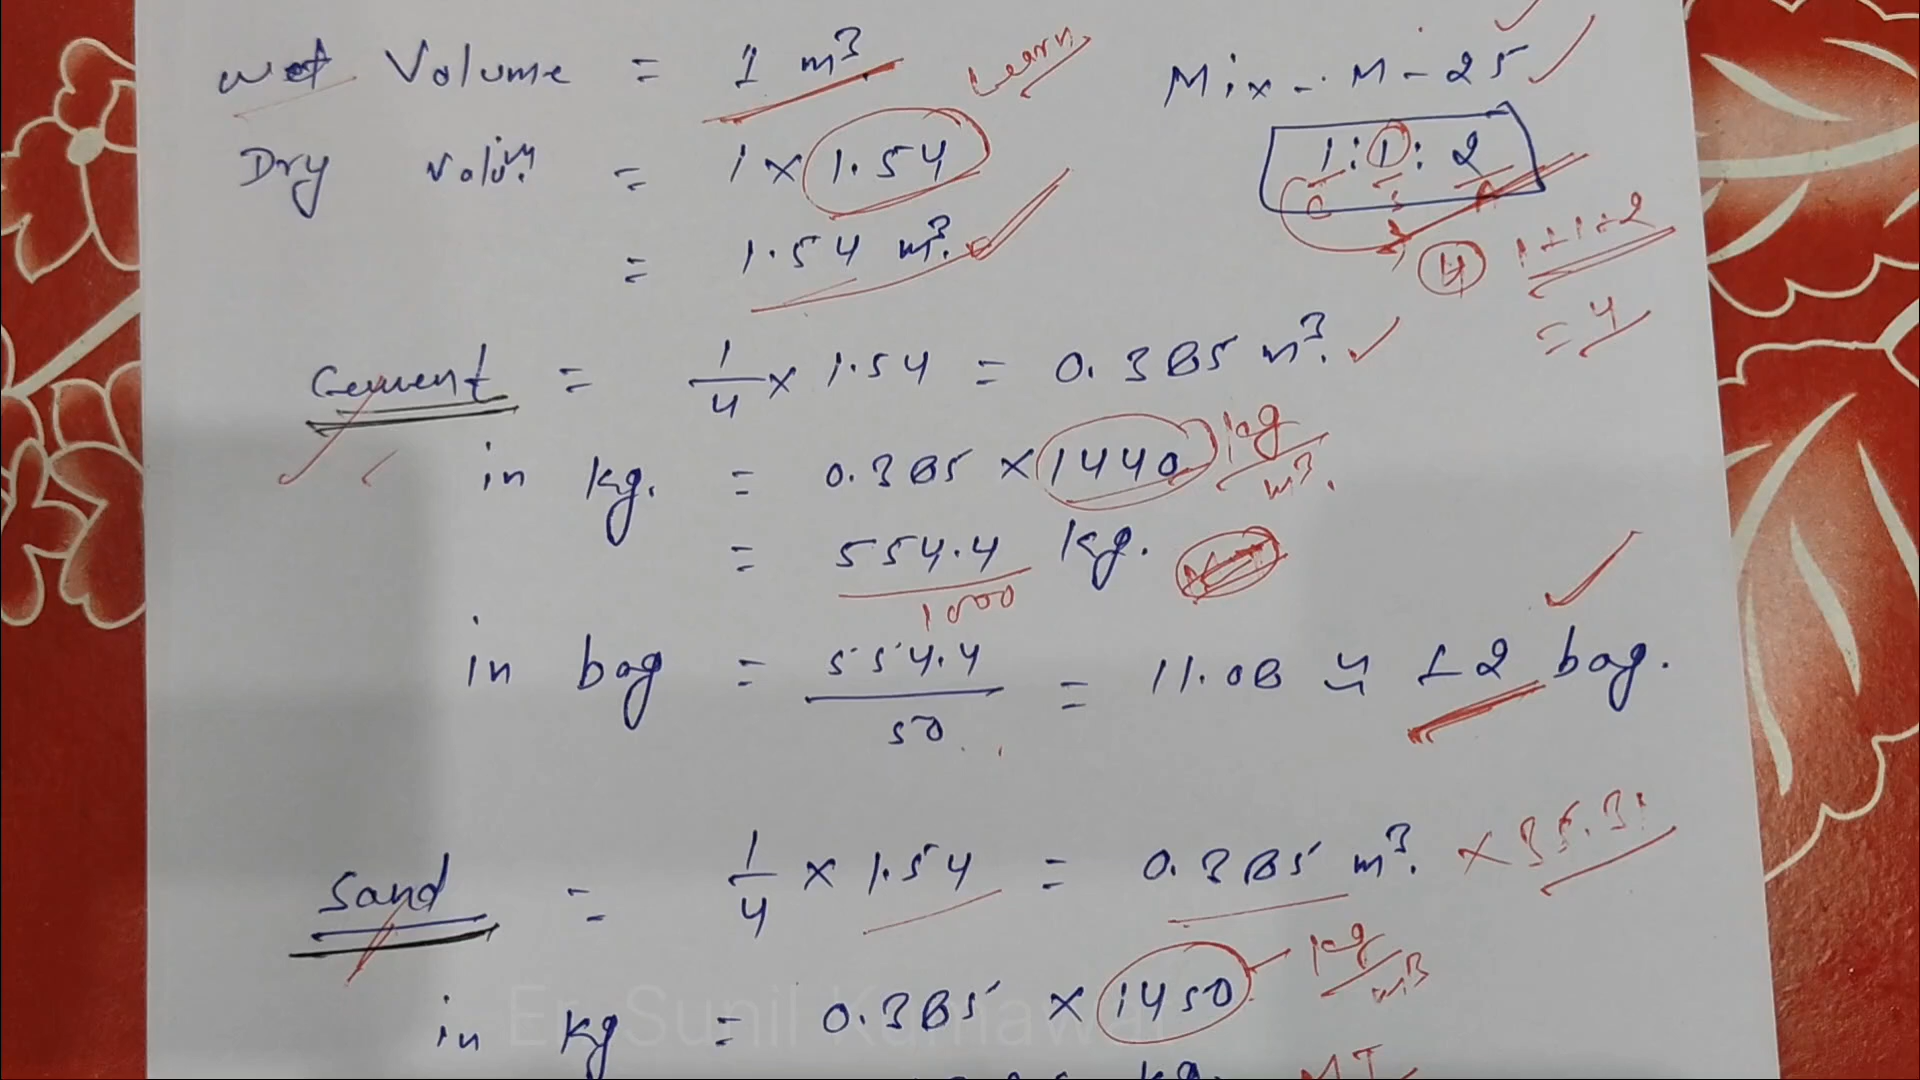 Wet Volume = 1 m³. Learn
Mix - M - 25
Dry Volum = 1 × 1.54
1 : 1 : 2
C S A
= 1.54 m³.
4 1+1+2
= 4
Cement = 1/4 × 1.54 = 0.385 m³.
in kg. = 0.385 × 1440 kg/m³.
= 554.4 kg.
1000
in bag = 554.4/50 = 11.08 ≃ 12 bag.
Sand = 1/4 × 1.54 = 0.385 m³. × 35.31
in kg = 0.385 × 1450 kg/m³
Er. Sunil Kumawat
kg. MT